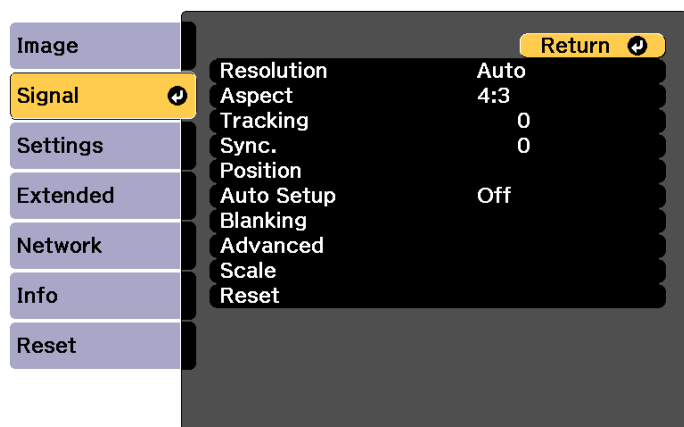 Image
Signal
Settings
Extended
Network
Info
Reset
Return
Resolution Auto
Aspect 4:3
Tracking 0
Sync. 0
Position
Auto Setup Off
Blanking
Advanced
Scale
Reset